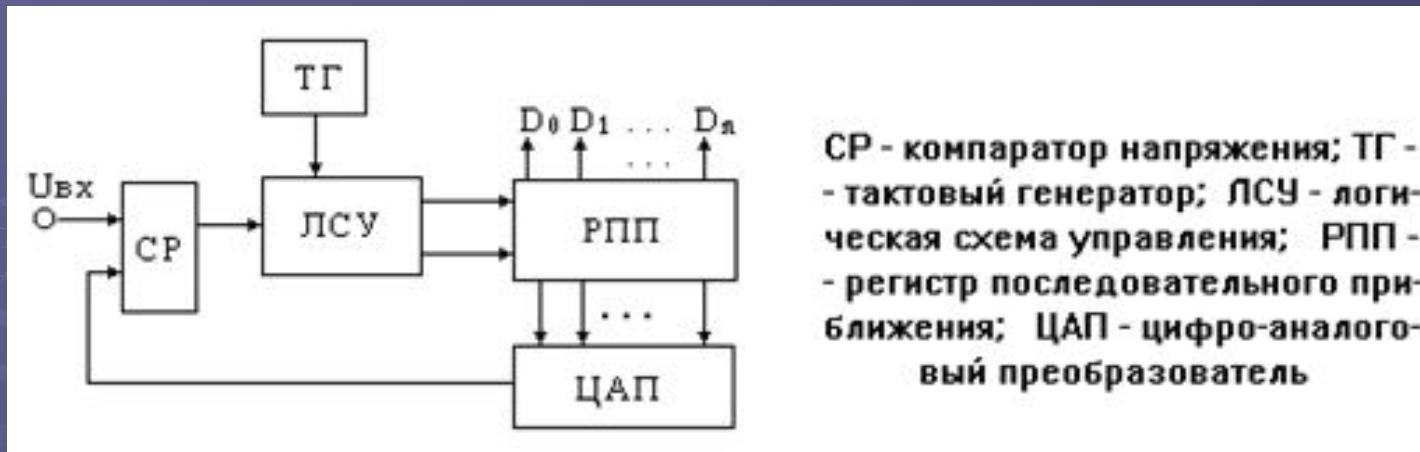 ТГ
D0 D1 ... Dn
...
Uвх
СР
ЛСУ
РПП
...
ЦАП
СР - компаратор напряжения; ТГ -
- тактовый генератор; ЛСУ - логи-
ческая схема управления; РПП -
- регистр последовательного при-
ближения; ЦАП - цифро-аналого-
вый преобразователь